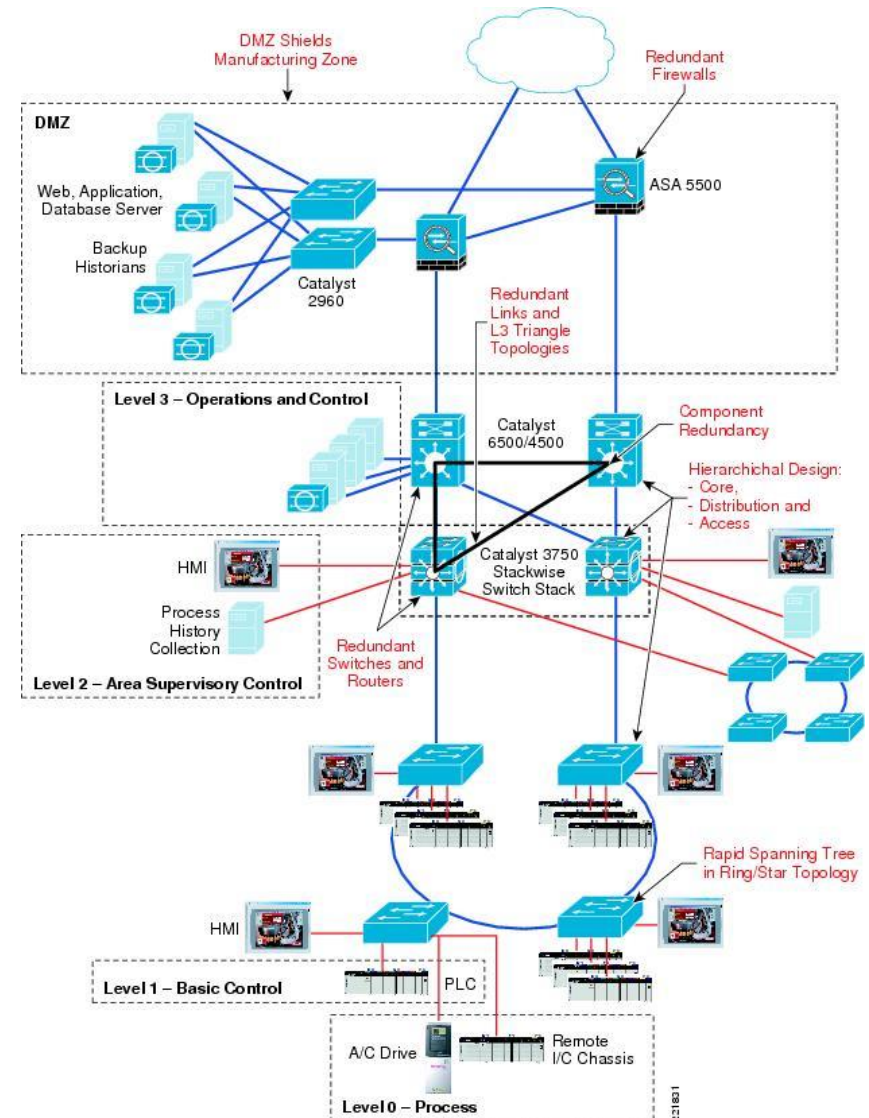 DMZ Shields
Manufacturing Zone
Redundant
Firewalls
DMZ
ASA 5500
Web, Application,
Database Server
Backup
Historians
Catalyst
2960
Redundant
Links and
L3 Triangle
Topologies
Level 3 – Operations and Control
Catalyst
6500/4500
Component
Redundancy
Hierarchichal Design:
- Core,
- Distribution and
- Access
HMI
Catalyst 3750
Stackwise
Switch Stack
Process
History
Collection
Redundant
Switches and
Routers
Level 2 – Area Supervisory Control
Rapid Spanning Tree
in Ring/Star Topology
HMI
PLC
Level 1 – Basic Control
A/C Drive
Remote
I/C Chassis
Level 0 – Process
221831